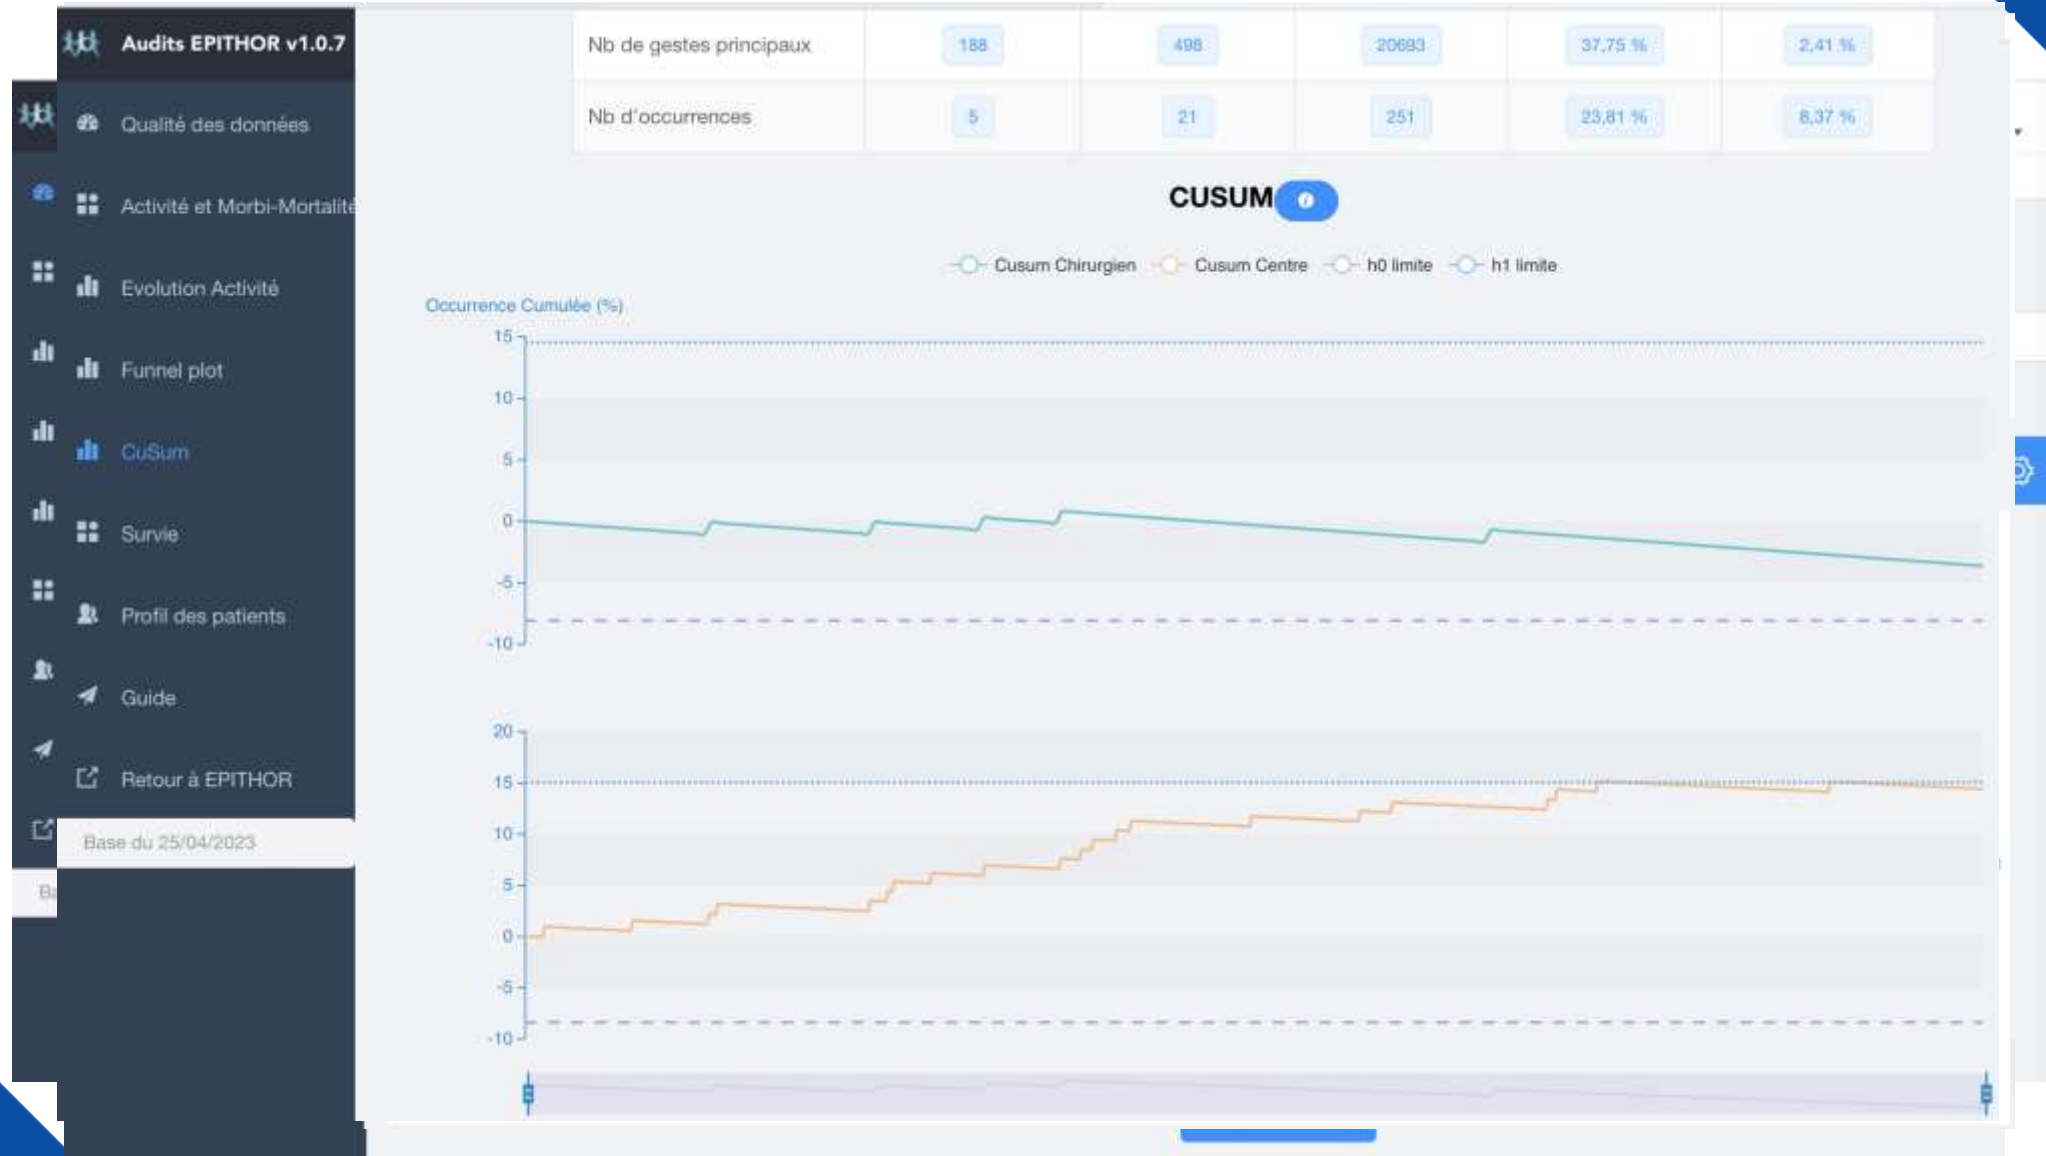 Audits EPITHOR v1.0.7
Qualité des données
Activité et Morbi-Mortalité
Evolution Activité
Funnel plot
CuSum
Survie
Profil des patients
Guide
Retour à EPITHOR
Base du 25/04/2023
Ba
Nb de gestes principaux 188 498 20693 37,75 % 2,41 %
Nb d'occurrences 5 21 251 23,81 % 8,37 %
CUSUM i
Cusum Chirurgien Cusum Centre h0 limite h1 limite
Occurrence Cumulée (%)
15
10
5
0
-5
-10
20
15
10
5
0
-5
-10